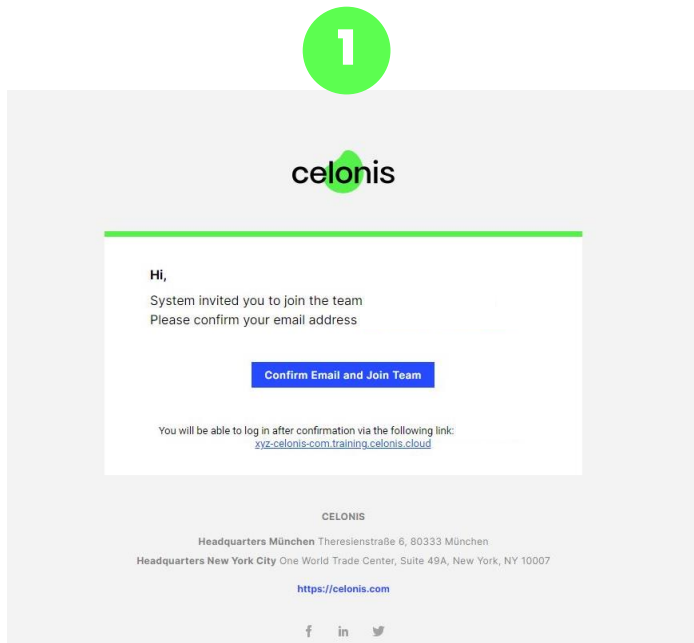 1
celonis
Hi,
System invited you to join the team
Please confirm your email address
Confirm Email and Join Team
You will be able to log in after confirmation via the following link:
xyz-celonis-com.training.celonis.cloud
CELONIS
Headquarters München Theresienstraße 6, 80333 München
Headquarters New York City One World Trade Center, Suite 49A, New York, NY 10007
https://celonis.com